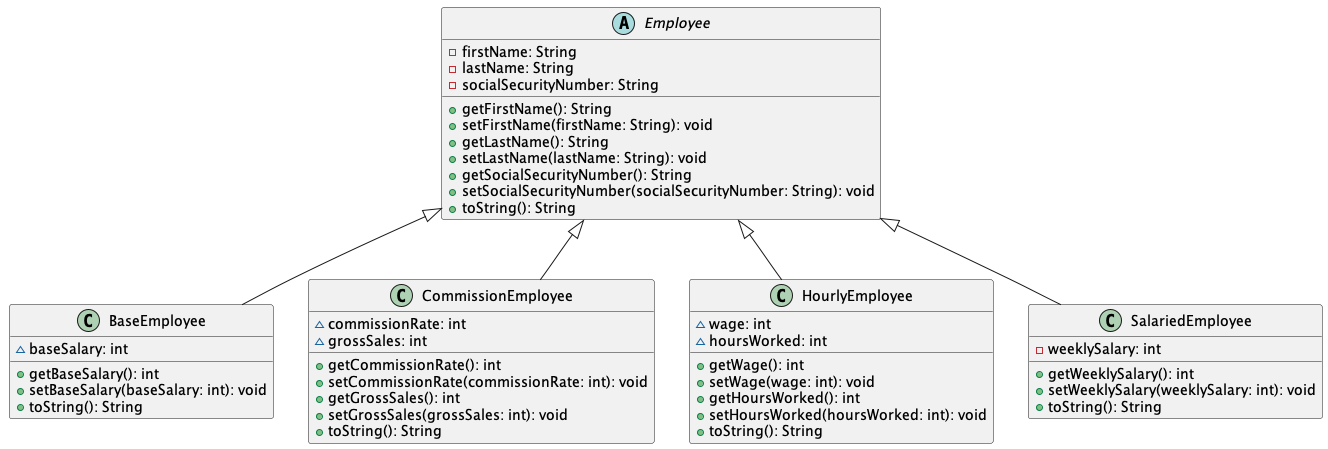 A Employee
firstName: String
lastName: String
socialSecurityNumber: String
getFirstName(): String
setFirstName(firstName: String): void
getLastName(): String
setLastName(lastName: String): void
getSocialSecurityNumber(): String
setSocialSecurityNumber(socialSecurityNumber: String): void
toString(): String
C BaseEmployee
baseSalary: int
getBaseSalary(): int
setBaseSalary(baseSalary: int): void
toString(): String
C CommissionEmployee
commissionRate: int
grossSales: int
getCommissionRate(): int
setCommissionRate(commissionRate: int): void
getGrossSales(): int
setGrossSales(grossSales: int): void
toString(): String
C HourlyEmployee
wage: int
hoursWorked: int
getWage(): int
setWage(wage: int): void
getHoursWorked(): int
setHoursWorked(hoursWorked: int): void
toString(): String
C SalariedEmployee
weeklySalary: int
getWeeklySalary(): int
setWeeklySalary(weeklySalary: int): void
toString(): String